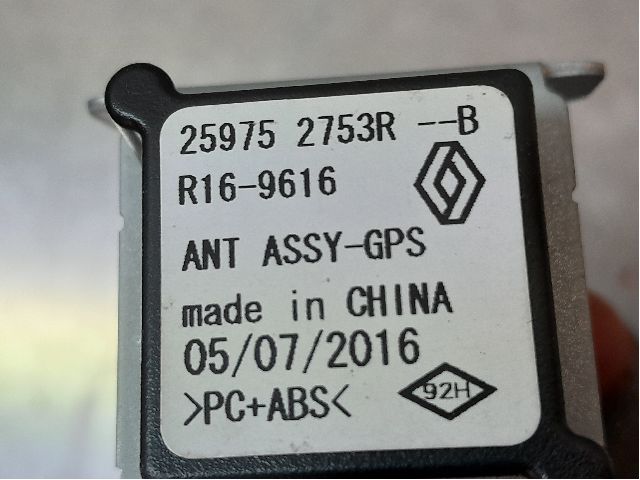 25975 2753R --B
R16-9616
ANT ASSY-GPS
made in CHINA
05/07/2016
>PC+ABS<
92H